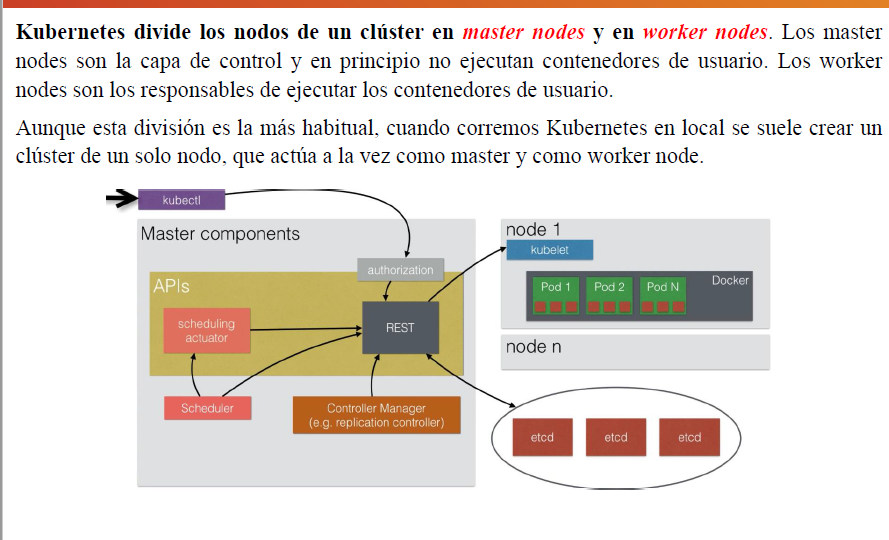 Kubernetes divide los nodos de un clúster en master nodes y en worker nodes. Los master
nodes son la capa de control y en principio no ejecutan contenedores de usuario. Los worker
nodes son los responsables de ejecutar los contenedores de usuario.
Aunque esta división es la más habitual, cuando corremos Kubernetes en local se suele crear un
clúster de un solo nodo, que actúa a la vez como master y como worker node.
kubectl
Master components
authorization
APIs
scheduling
actuator
REST
Scheduler
Controller Manager
(e.g. replication controller)
node 1
kubelet
Docker
Pod 1
Pod 2
Pod N
node n
etcd
etcd
etcd